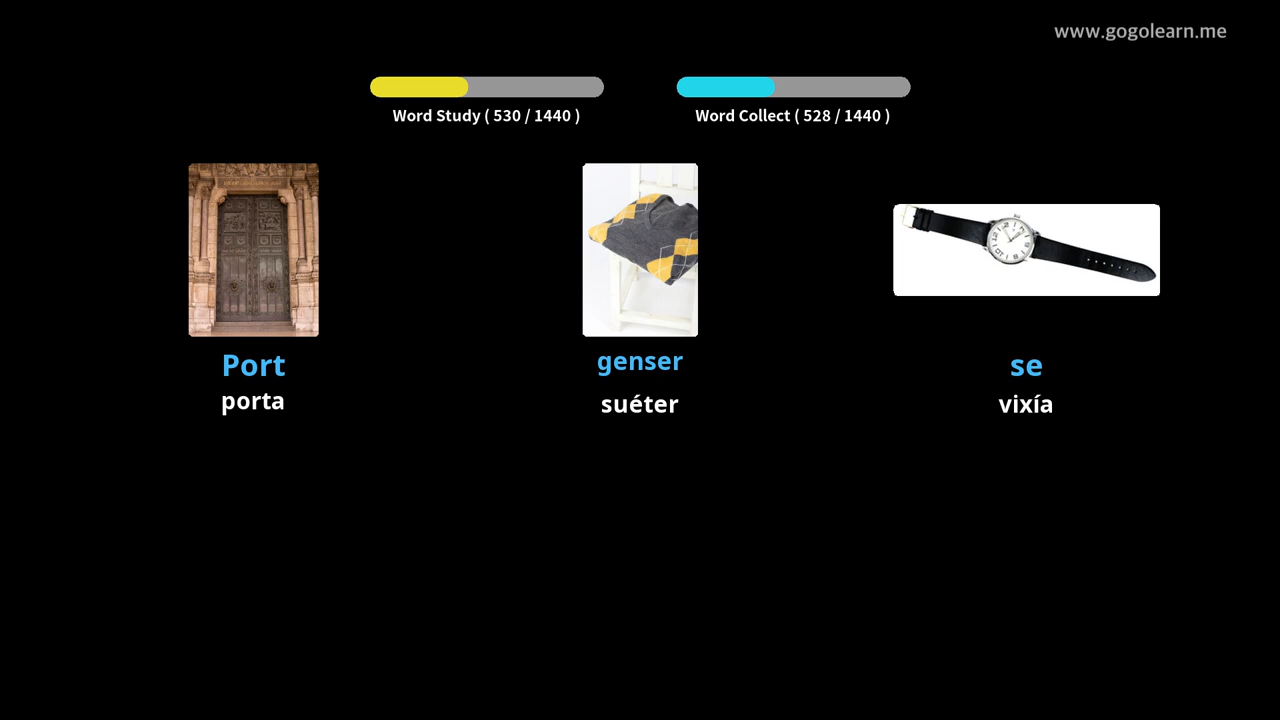 www.gogolearn.me
Word Study ( 530 / 1440 )
Word Collect ( 528 / 1440 )
Port
porta
genser
suéter
se
vixía